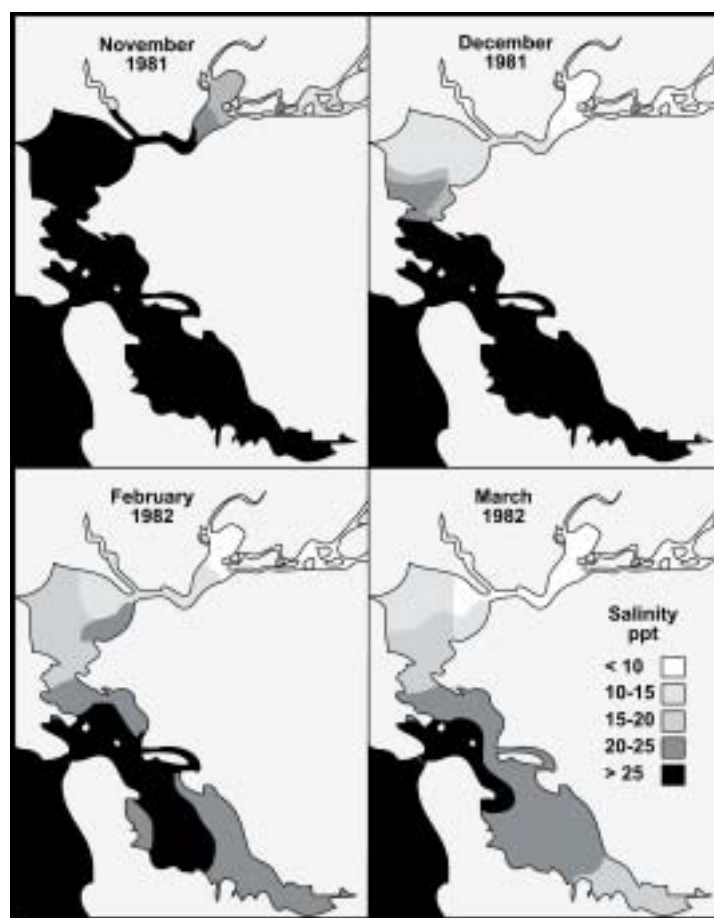 November
1981
December
1981
February
1982
March
1982
Salinity
ppt
< 10
10-15
15-20
20-25
> 25